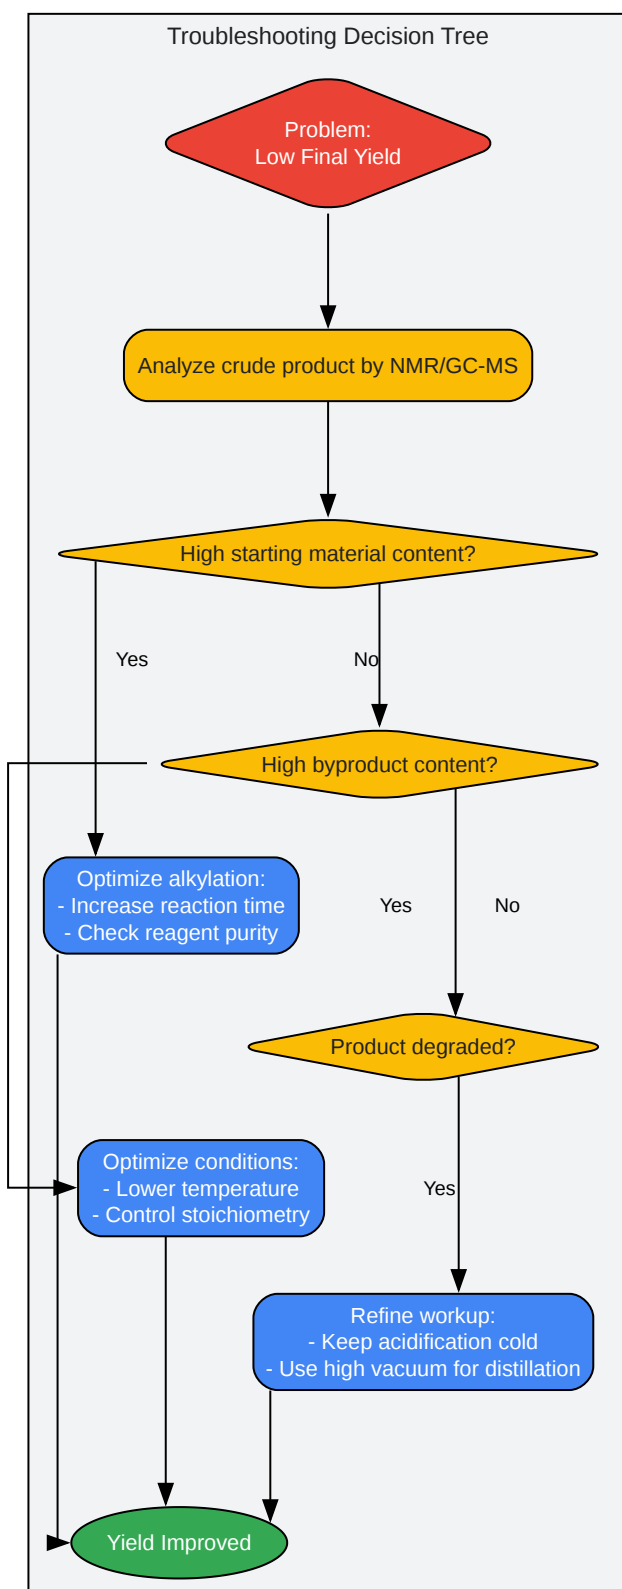 Troubleshooting Decision Tree
Problem:
Low Final Yield
Analyze crude product by NMR/GC-MS
High starting material content?
Yes
No
High byproduct content?
Optimize alkylation:
- Increase reaction time
- Check reagent purity
Yes
No
Product degraded?
Optimize conditions:
- Lower temperature
- Control stoichiometry
Yes
Refine workup:
- Keep acidification cold
- Use high vacuum for distillation
Yield Improved